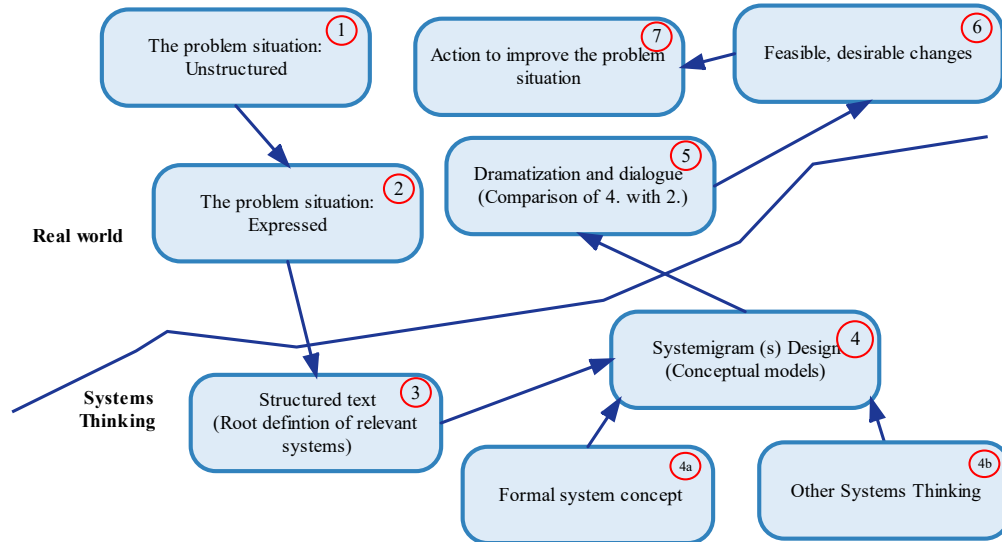 1
The problem situation:
Unstructured
7
Action to improve the problem
situation
6
Feasible, desirable changes
2
The problem situation:
Expressed
5
Dramatization and dialogue
(Comparison of 4. with 2.)
Real world
Systems
Thinking
3
Structured text
(Root defintion of relevant
systems)
4
Systemigram (s) Design
(Conceptual models)
4a
Formal system concept
4b
Other Systems Thinking